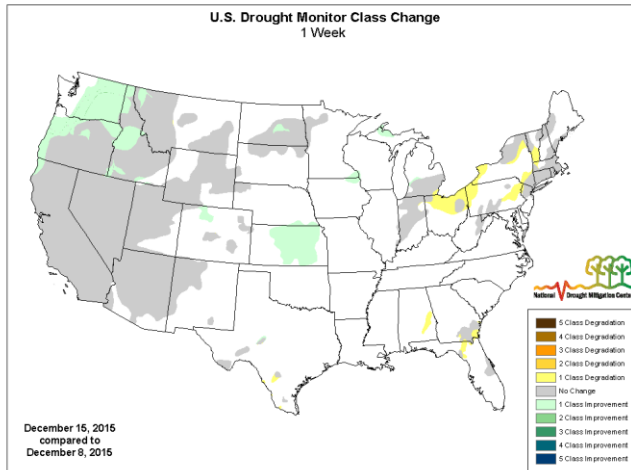 U.S. Drought Monitor Class Change
1 Week
National Drought Mitigation Center
5 Class Degradation
4 Class Degradation
3 Class Degradation
2 Class Degradation
1 Class Degradation
No Change
1 Class Improvement
2 Class Improvement
3 Class Improvement
4 Class Improvement
5 Class Improvement
December 15, 2015
compared to
December 8, 2015